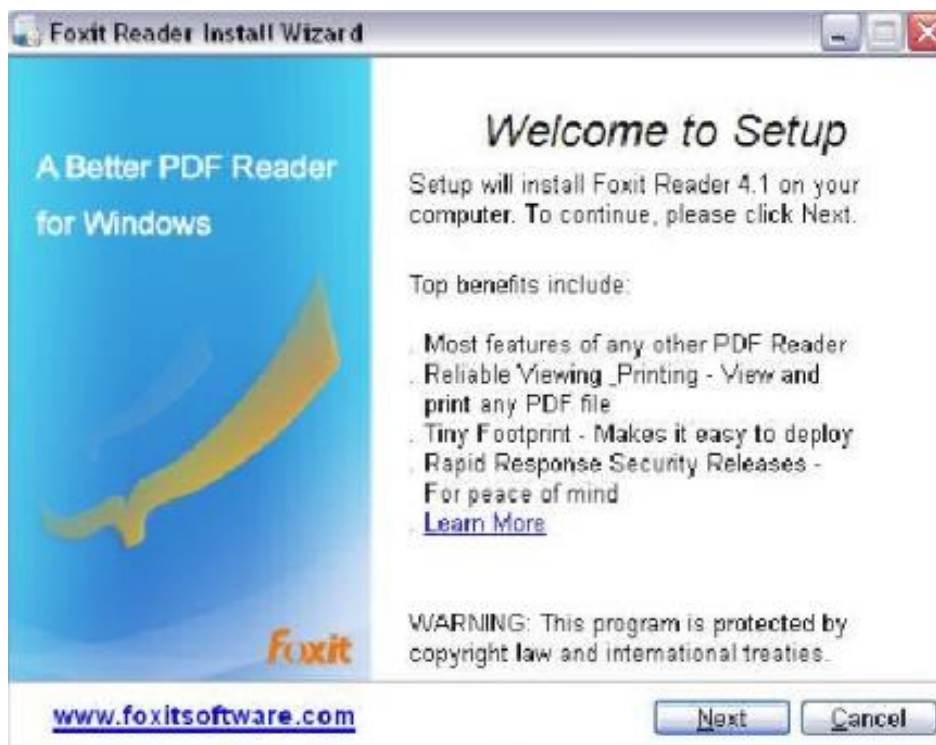 Foxit Reader Install Wizard
A Better PDF Reader
for Windows
Foxit
Welcome to Setup
Setup will install Foxit Reader 4.1 on your
computer. To continue, please click Next.
Top benefits include:
. Most features of any other PDF Reader
. Reliable Viewing _Printing - View and
print any PDF file
. Tiny Footprint - Makes it easy to deploy
. Rapid Response Security Releases -
For peace of mind
. Learn More
WARNING: This program is protected by
copyright law and international treaties.
www.foxitsoftware.com
Next
Cancel